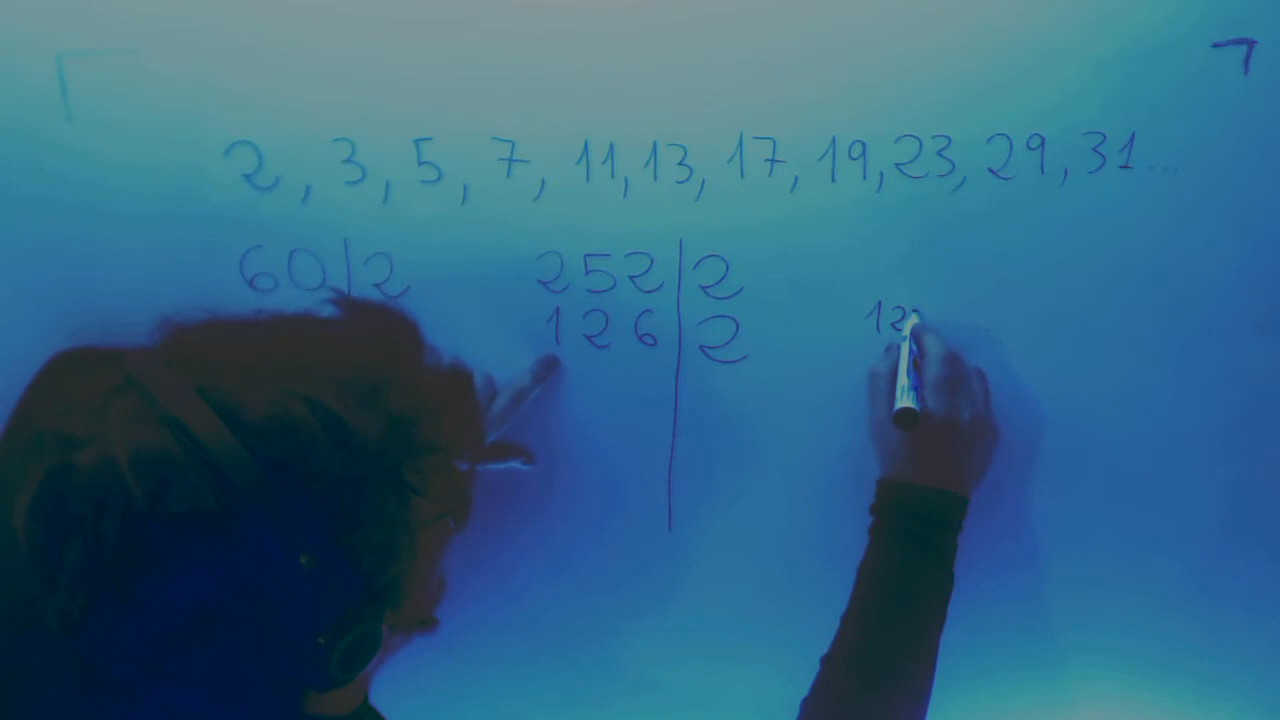 2, 3, 5, 7, 11, 13, 17, 19, 23, 29, 31...
60|2 252|2
126|2 12